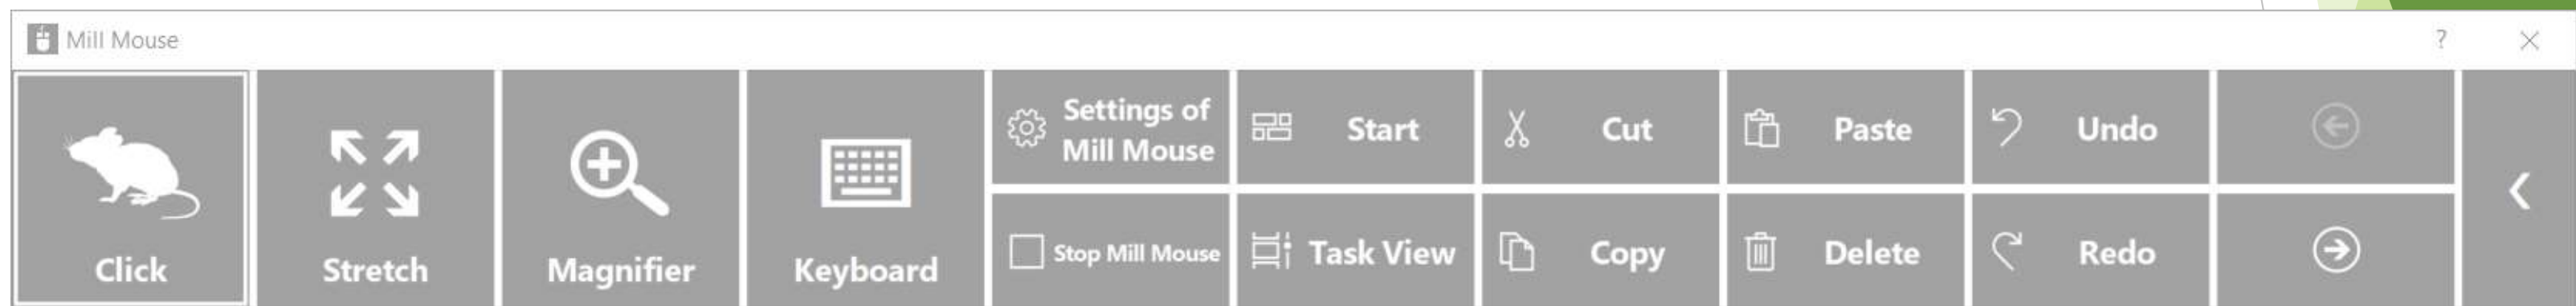 Mill Mouse
?
Click
Stretch
Magnifier
Keyboard
Settings of
Mill Mouse
Stop Mill Mouse
Start
Task View
Cut
Copy
Paste
Delete
Undo
Redo